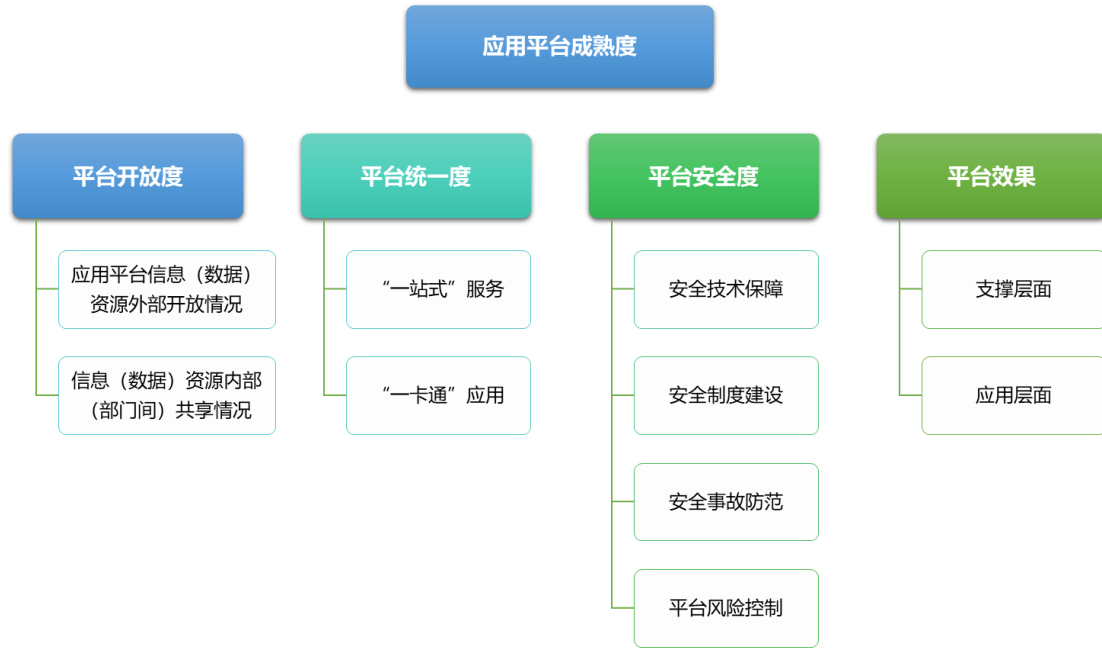 应用平台成熟度
平台开放度
应用平台信息（数据）
资源外部开放情况
信息（数据）资源内部
（部门间）共享情况
平台统一度
“一站式”服务
“一卡通”应用
平台安全度
安全技术保障
安全制度建设
安全事故防范
平台风险控制
平台效果
支撑层面
应用层面